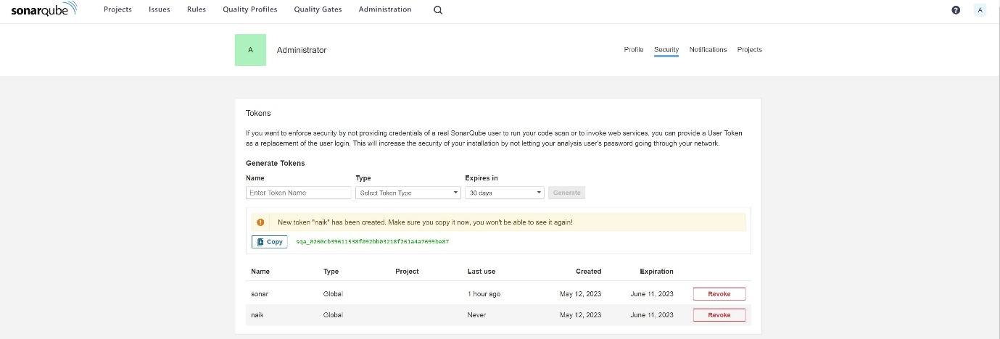 sonarqube Projects Issues Rules Quality Profiles Quality Gates Administration ? A
A Administrator Profile Security Notifications Projects
Tokens
If you want to enforce security by not providing credentials of a real SonarQube user to run your code scan or to invoke web services, you can provide a User Token
as a replacement of the user login. This will increase the security of your installation by not letting your analysis user's password going through your network.
Generate Tokens
Name Type Expires in
Enter Token Name Select Token Type 30 days Generate
New token "naik" has been created. Make sure you copy it now, you won't be able to see it again!
Copy sqa_0260cb39611538f092bb03218f261a4a7699be87
Name Type Project Last use Created Expiration
sonar Global 1 hour ago May 12, 2023 June 11, 2023 Revoke
naik Global Never May 12, 2023 June 11, 2023 Revoke